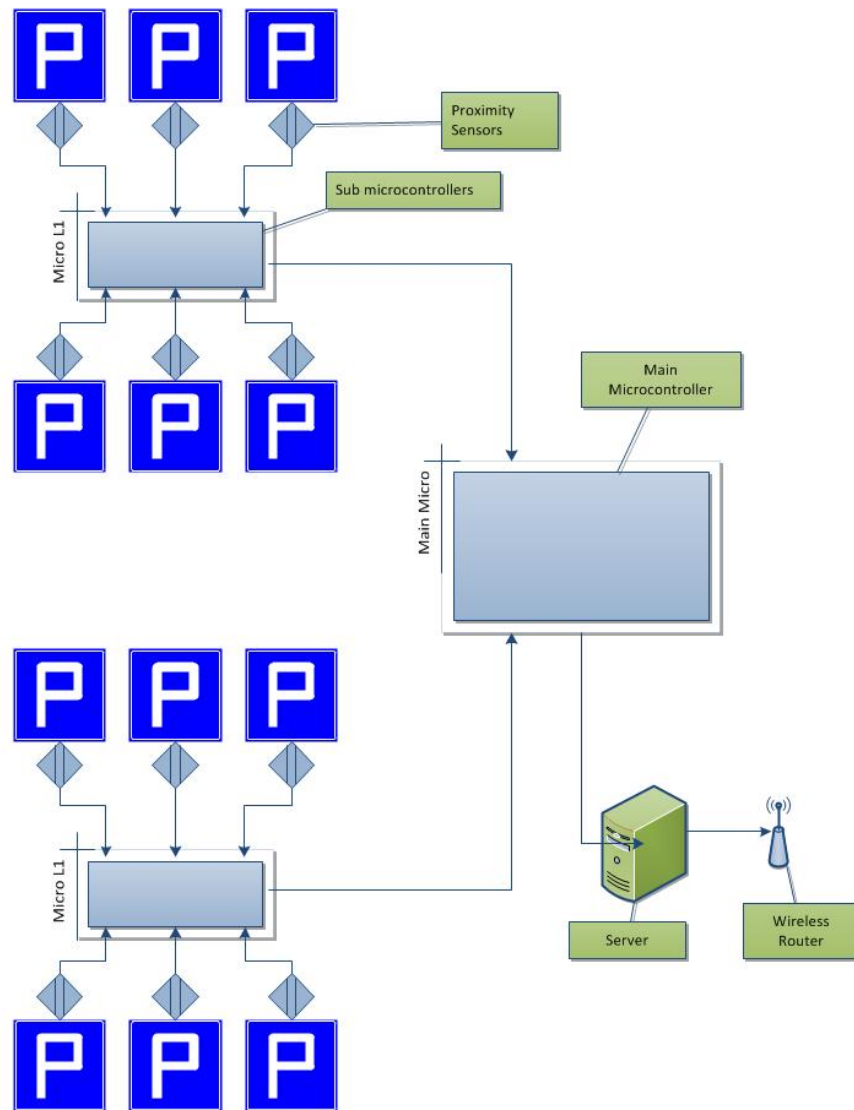 P P P
Proximity
Sensors
Sub microcontrollers
Micro L1
P P P
Main
Microcontroller
Main Micro
P P P
Micro L1
Server
Wireless
Router
P P P